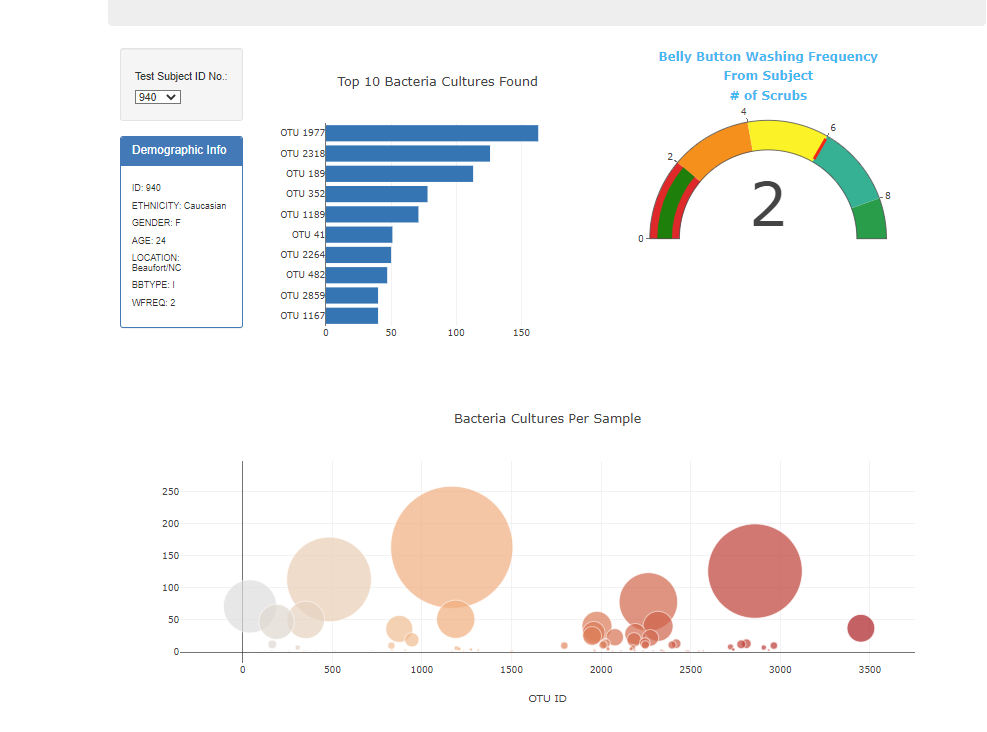 Test Subject ID No.:
940
Demographic Info
ID: 940
ETHNICITY: Caucasian
GENDER: F
AGE: 24
LOCATION:
Beaufort/NC
BBTYPE: I
WFREQ: 2
Top 10 Bacteria Cultures Found
OTU 1977
OTU 2318
OTU 189
OTU 352
OTU 1189
OTU 41
OTU 2264
OTU 482
OTU 2859
OTU 1167
0 50 100 150
Belly Button Washing Frequency
From Subject
# of Scrubs
4
6
2
8
2
0
Bacteria Cultures Per Sample
250
200
150
100
50
0
0 500 1000 1500 2000 2500 3000 3500
OTU ID